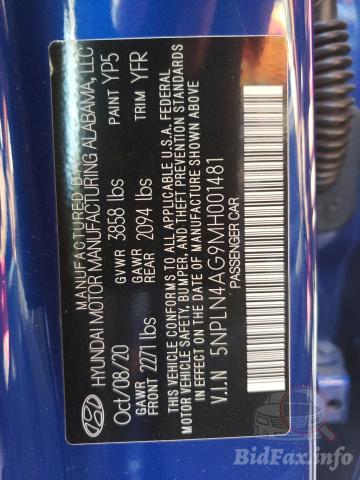 MANUFACTURED BY
HYUNDAI MOTOR MANUFACTURING ALABAMA, LLC
Oct/08/20 GVWR 3858 lbs PAINT YP5
GAWR FRONT 2271 lbs GAWR REAR 2094 lbs TRIM YFR
THIS VEHICLE CONFORMS TO ALL APPLICABLE U.S.A. FEDERAL
MOTOR VEHICLE SAFETY, BUMPER, AND THEFT PREVENTION STANDARDS
IN EFFECT ON THE DATE OF MANUFACTURE SHOWN ABOVE
V.I.N 5NPLN4AG9MH001481
PASSENGER CAR
BidFax.info